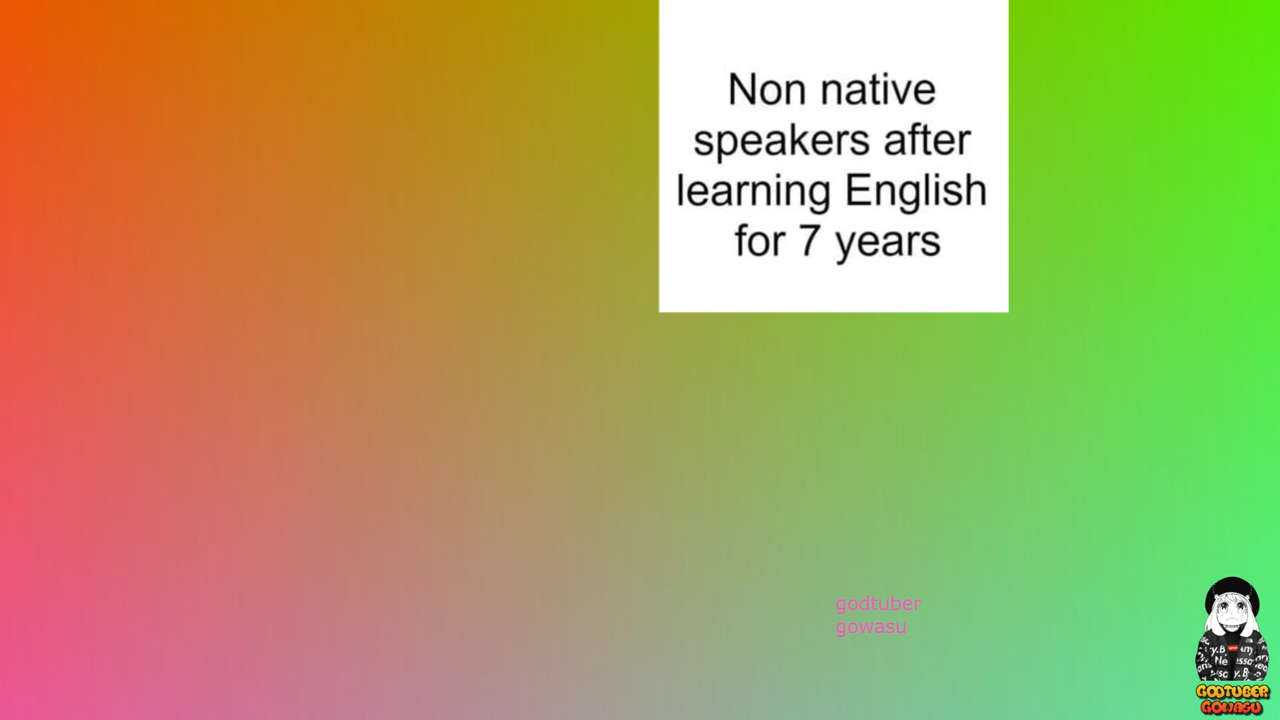 Non native
speakers after
learning English
for 7 years
godtuber
gowasu
GODTUBER
GOWASU